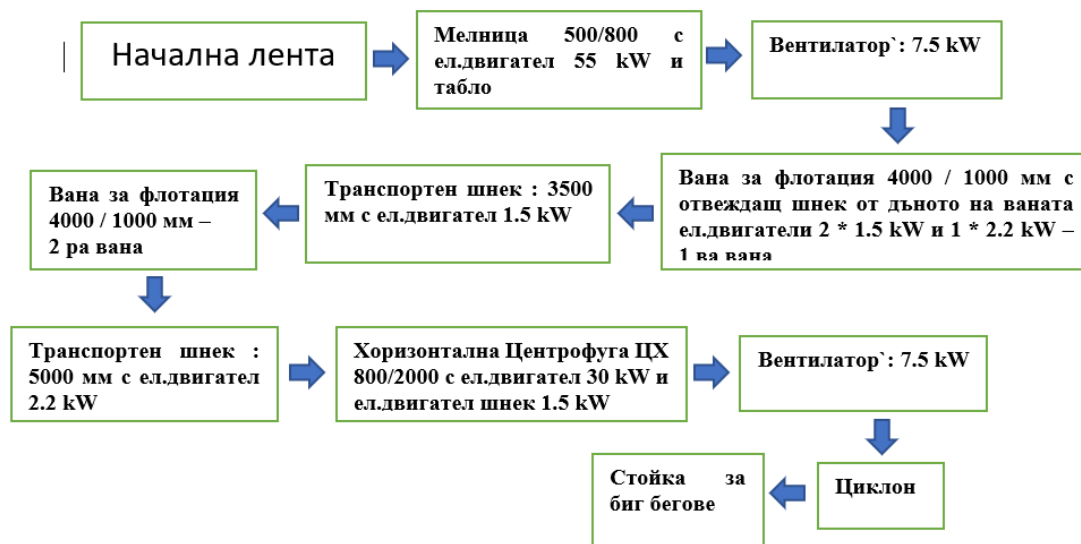 Начална лента
Мелница 500/800 с
ел.двигател 55 kW и
табло
Вентилатор`: 7.5 kW
Вана за флотация 4000 / 1000 мм с
отвеждащ шнек от дъното на ваната
ел.двигатели 2 * 1.5 kW и 1 * 2.2 kW –
1 ва вана
Транспортен шнек : 3500
мм с ел.двигател 1.5 kW
Вана за флотация
4000 / 1000 мм –
2 ра вана
Транспортен шнек :
5000 мм с ел.двигател
2.2 kW
Хоризонтална Центрофуга ЦХ
800/2000 с ел.двигател 30 kW и
ел.двигател шнек 1.5 kW
Вентилатор`: 7.5 kW
Циклон
Стойка за
биг бегове